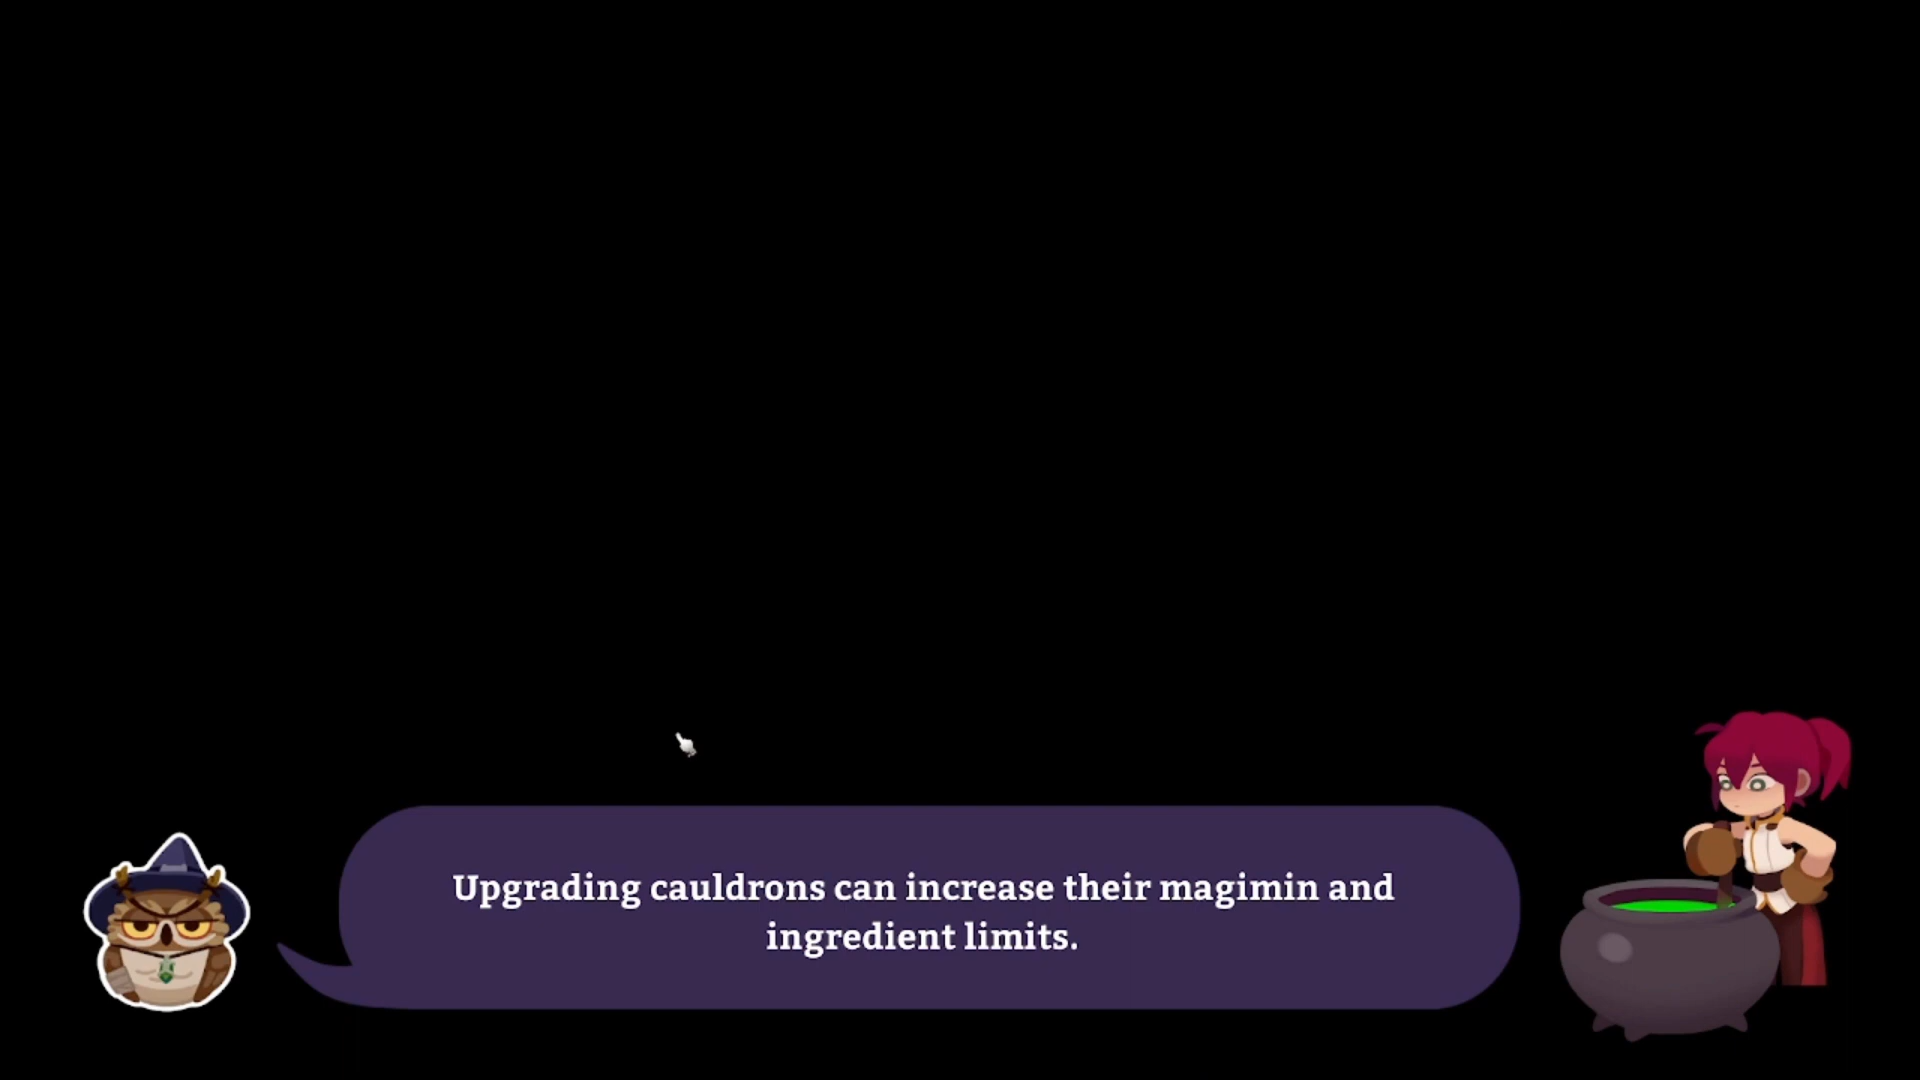 Upgrading cauldrons can increase their magimin and
ingredient limits.